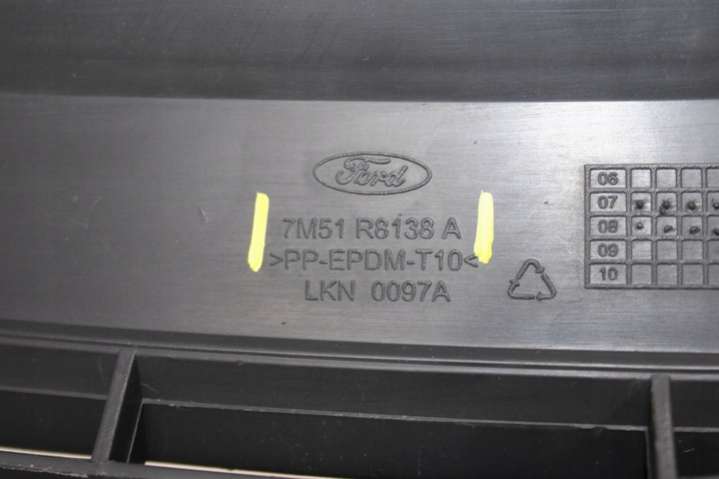 Ford
7M51 R8138 A
>PP-EPDM-T10<
LKN 0097A
06
07
08
09
10